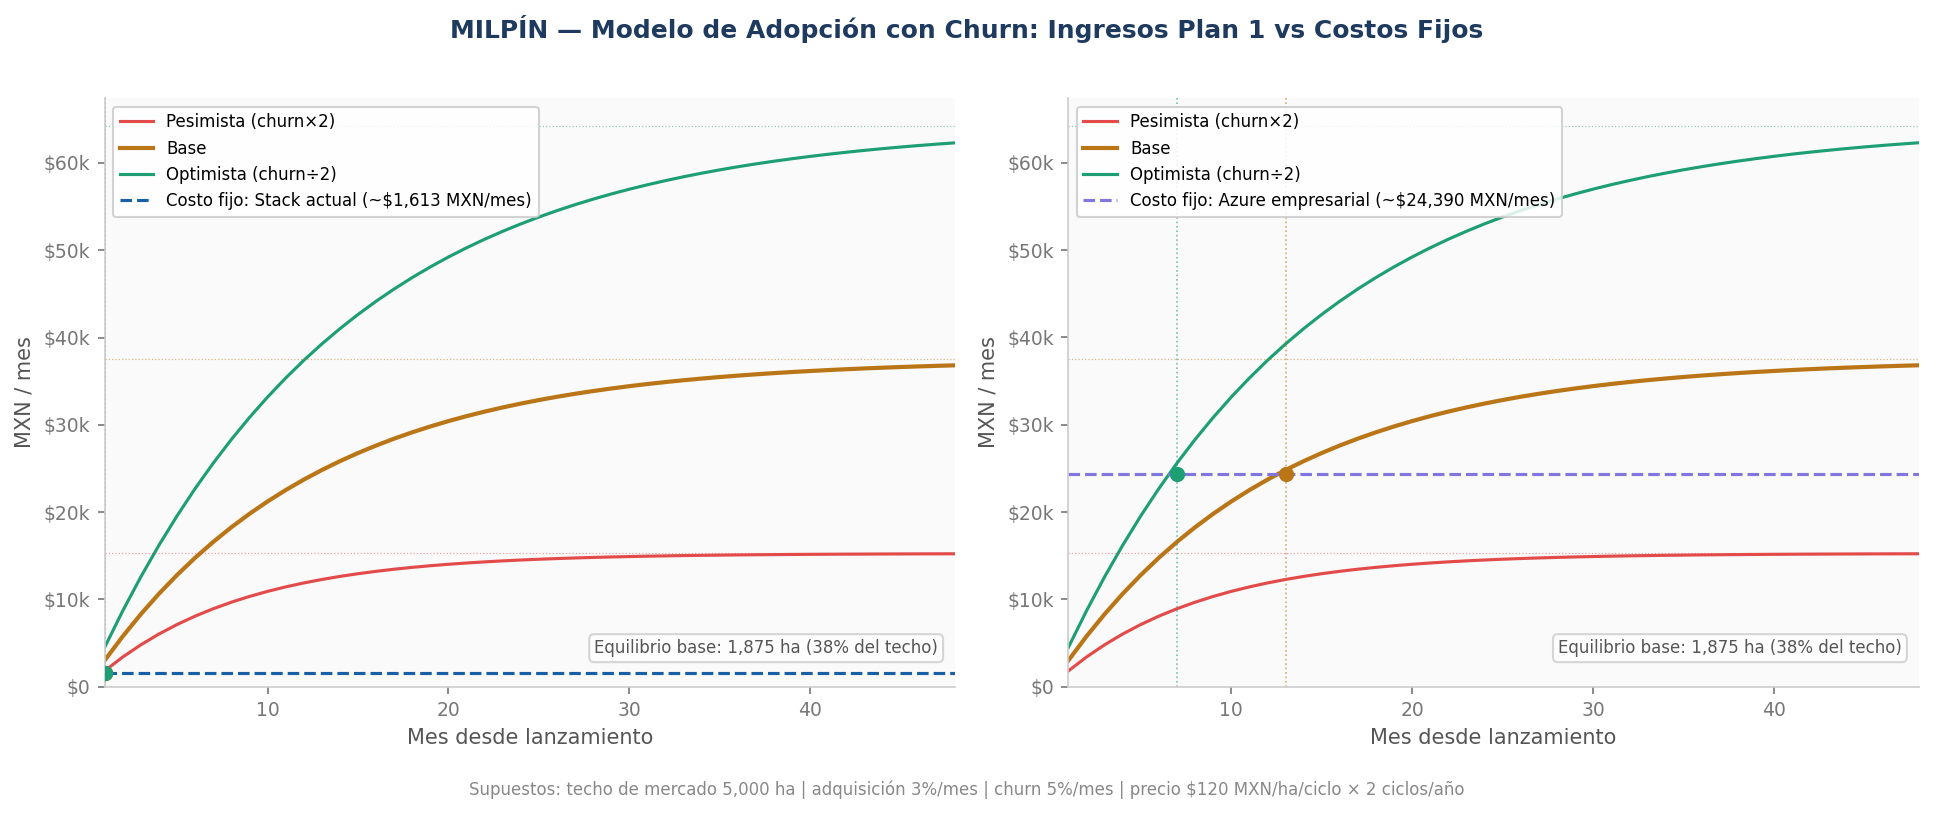 MILPÍN — Modelo de Adopción con Churn: Ingresos Plan 1 vs Costos Fijos
Pesimista (churn×2)
Base
Optimista (churn÷2)
Costo fijo: Stack actual (~$1,613 MXN/mes)
$60k
$50k
$40k
$30k
$20k
$10k
$0
MXN / mes
Equilibrio base: 1,875 ha (38% del techo)
10
20
30
40
Mes desde lanzamiento
Pesimista (churn×2)
Base
Optimista (churn÷2)
Costo fijo: Azure empresarial (~$24,390 MXN/mes)
$60k
$50k
$40k
$30k
$20k
$10k
$0
MXN / mes
Equilibrio base: 1,875 ha (38% del techo)
10
20
30
40
Mes desde lanzamiento
Supuestos: techo de mercado 5,000 ha | adquisición 3%/mes | churn 5%/mes | precio $120 MXN/ha/ciclo × 2 ciclos/año